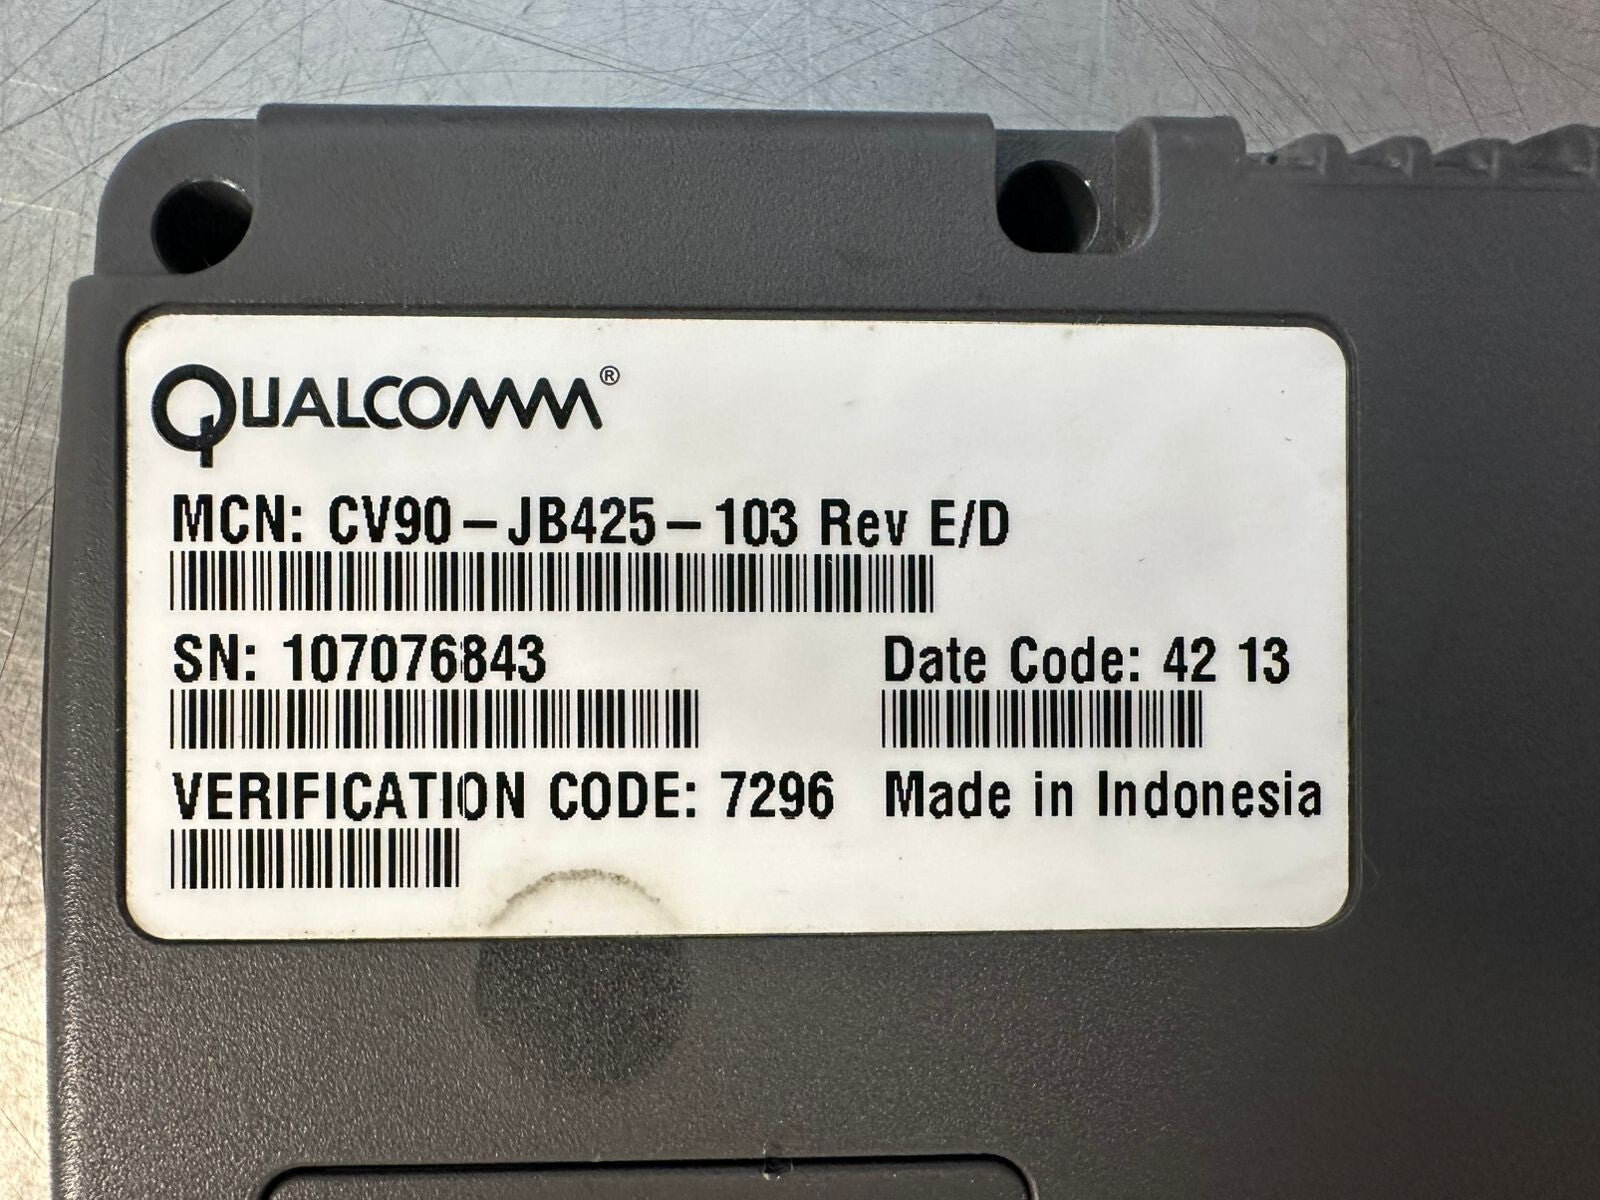 QUALCOMM®
MCN: CV90-JB425-103 Rev E/D
SN: 107076843
Date Code: 42 13
VERIFICATION CODE: 7296
Made in Indonesia